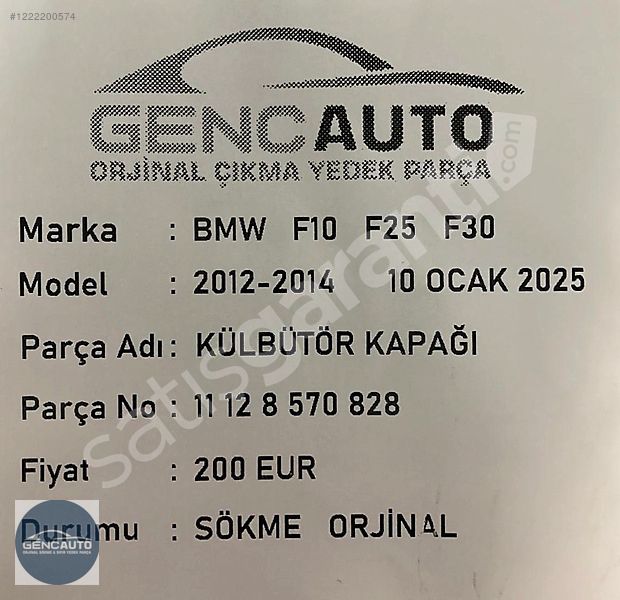 #1222200574
GENCAUTO
ORJİNAL ÇIKMA YEDEK PARÇA
Marka : BMW F10 F25 F30
Model : 2012-2014 10 OCAK 2025
Parça Adı : KÜLBÜTÖR KAPAĞI
Parça No : 11 12 8 570 828
Fiyat : 200 EUR
Durumu : SÖKME ORJİNAL
satışgaranti.com
GENCAUTO